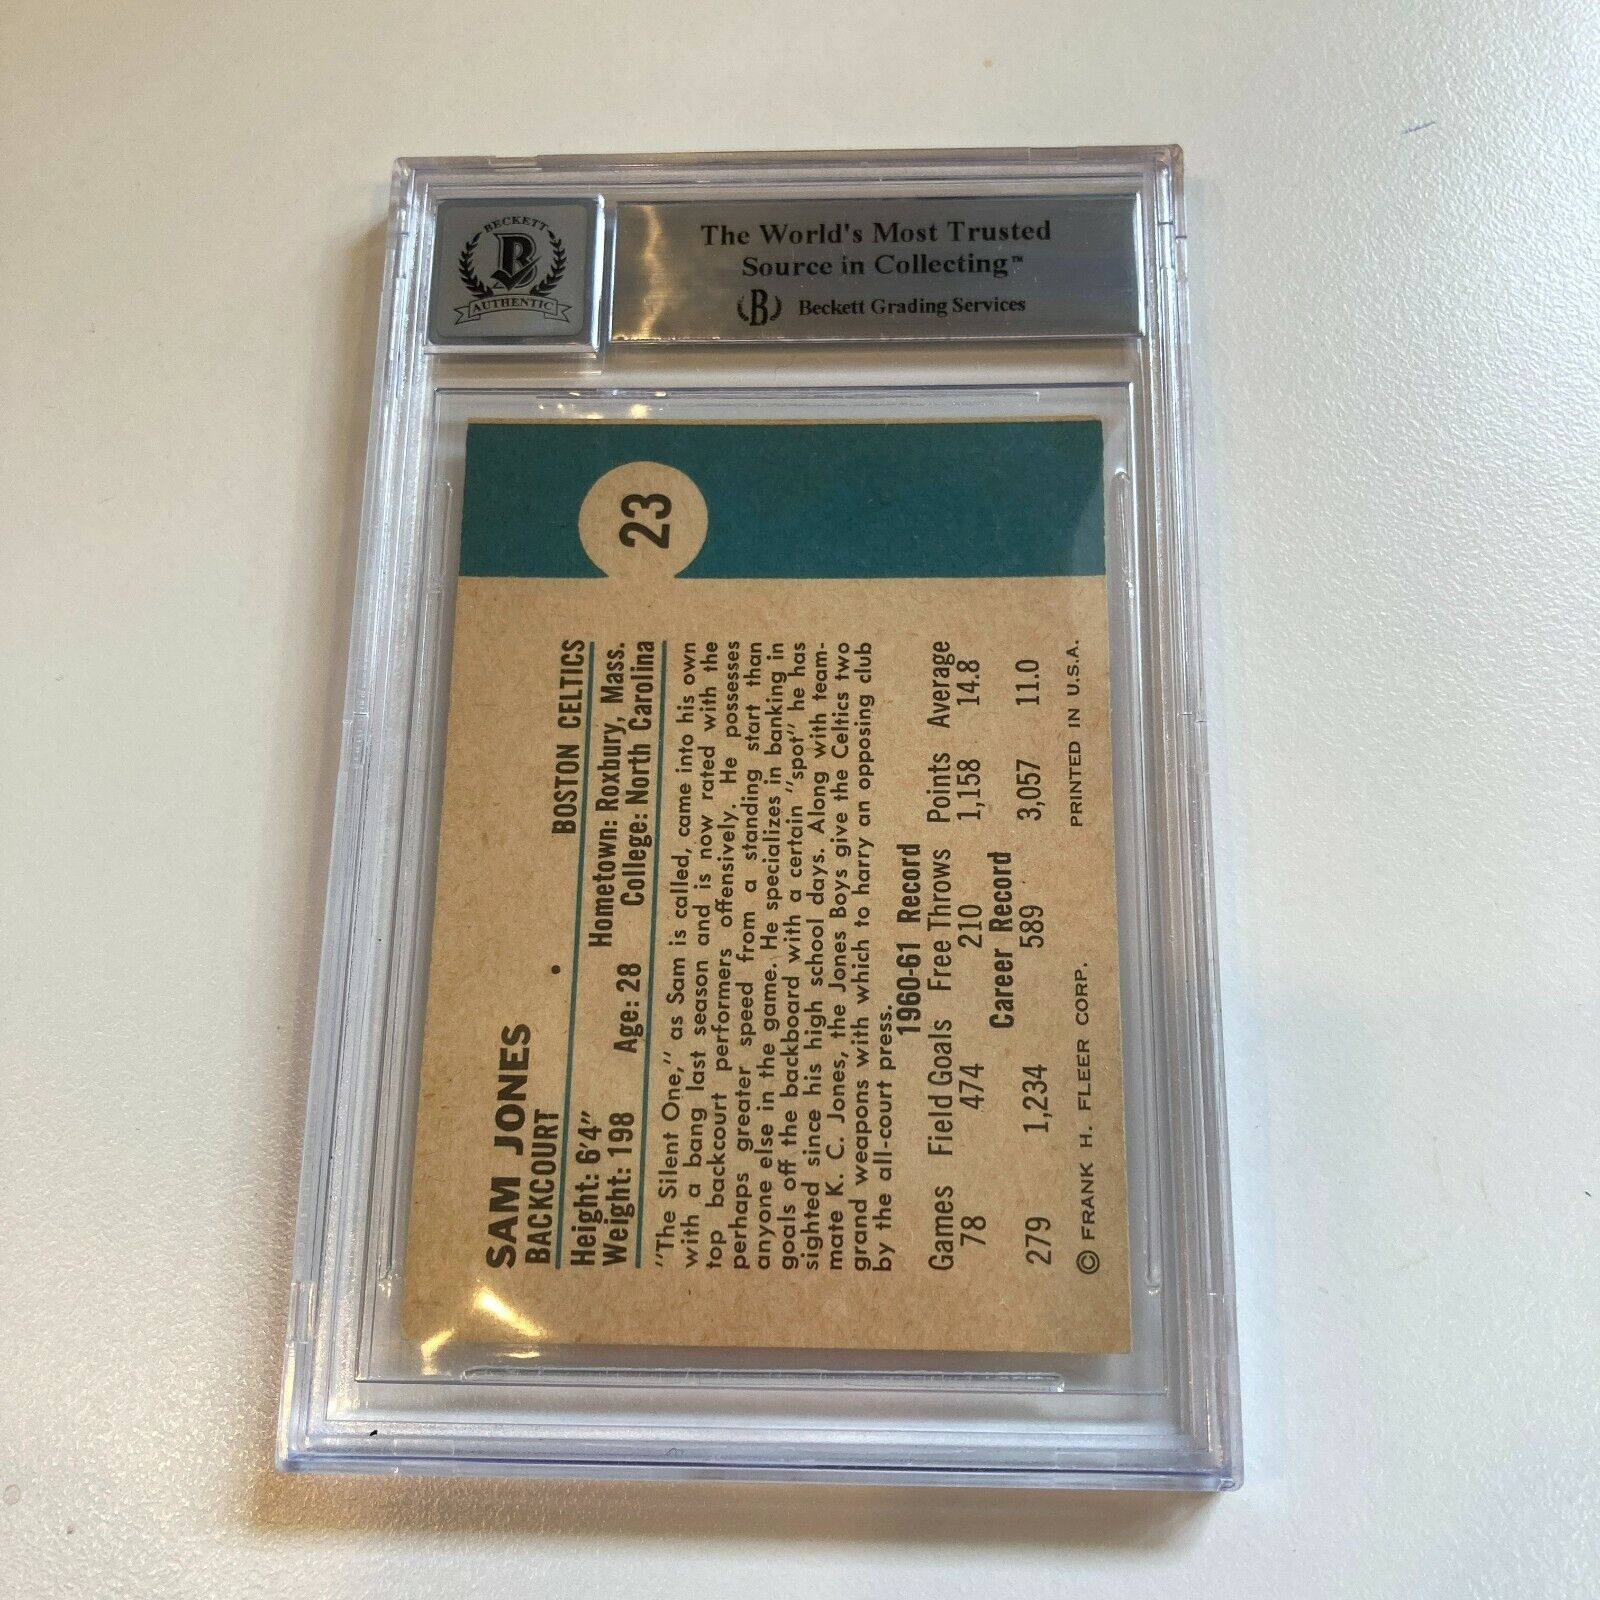 BECKETT
B
AUTHENTIC
The World's Most Trusted
Source in Collecting™
B Beckett Grading Services
23
SAM JONES
BACKCOURT BOSTON CELTICS
Height: 6'4" Hometown: Roxbury, Mass.
Weight: 198 Age: 28 College: North Carolina
"The Silent One," as Sam is called, came into his own
with a bang last season and is now rated with the
top backcourt performers offensively. He possesses
perhaps greater speed from a standing start than
anyone else in the game. He specializes in banking in
goals off the backboard with a certain "spot" he has
sighted since his high school days. Along with team-
mate K. C. Jones, the Jones Boys give the Celtics two
grand weapons with which to harry an opposing club
by the all-court press.
1960-61 Record
Games Field Goals Free Throws Points Average
78 474 210 1,158 14.8
Career Record
279 1,234 589 3,057 11.0
© FRANK H. FLEER CORP. PRINTED IN U.S.A.